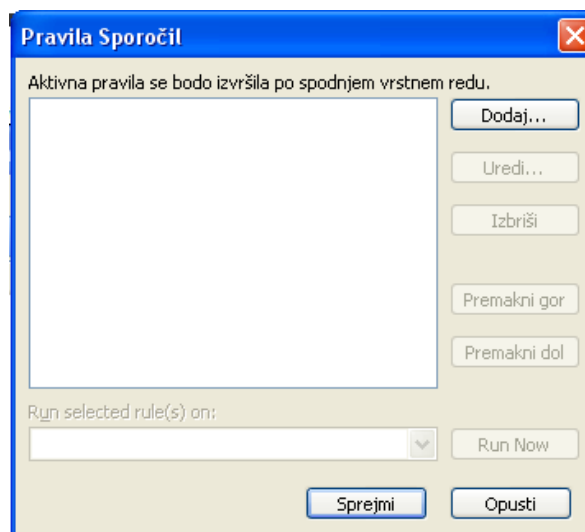 Pravila Sporočil
Aktivna pravila se bodo izvršila po spodnjem vrstnem redu.
Dodaj...
Uredi...
Izbriši
Premakni gor
Premakni dol
Run selected rule(s) on:
Run Now
Sprejmi
Opusti